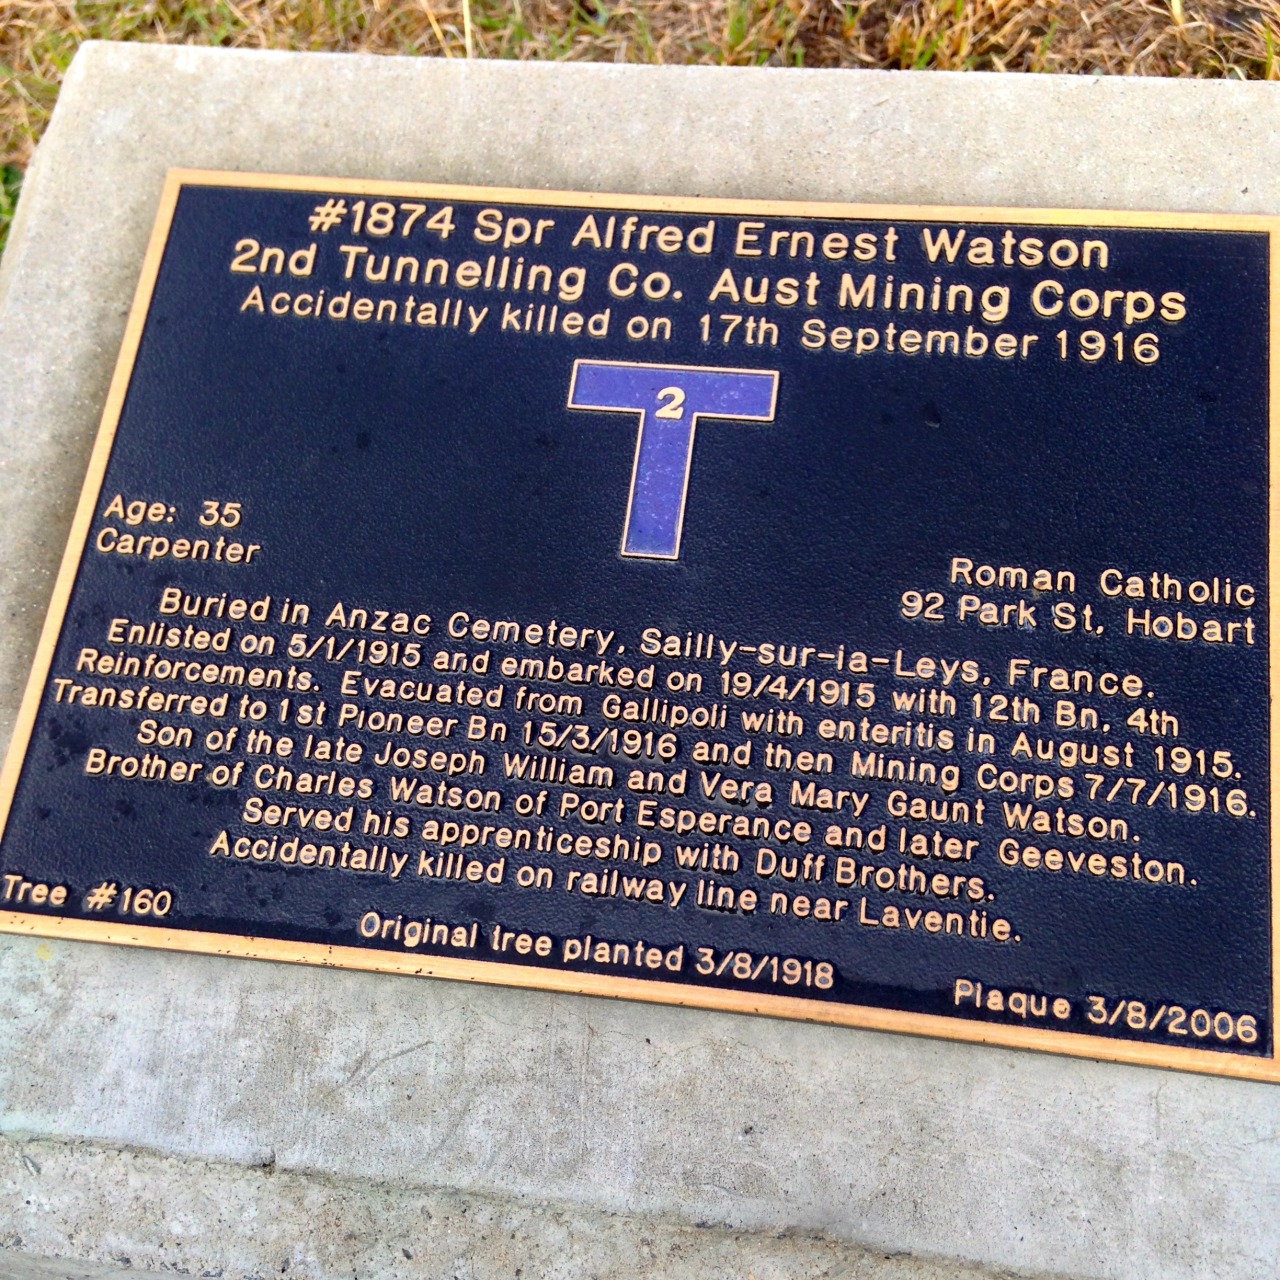 #1874 Spr Alfred Ernest Watson
2nd Tunnelling Co. Aust Mining Corps
Accidentally killed on 17th September 1916
2
Age: 35
Carpenter
Roman Catholic
92 Park St, Hobart
Buried in Anzac Cemetery, Sailly-sur-ia-Leys, France.
Enlisted on 5/1/1915 and embarked on 19/4/1915 with 12th Bn, 4th
Reinforcements. Evacuated from Gallipoli with enteritis in August 1915.
Transferred to 1st Pioneer Bn 15/3/1916 and then Mining Corps 7/7/1916.
Son of the late Joseph William and Vera Mary Gaunt Watson.
Brother of Charles Watson of Port Esperance and later Geeveston.
Served his apprenticeship with Duff Brothers.
Accidentally killed on railway line near Laventie.
Tree #160
Original tree planted 3/8/1918
Plaque 3/8/2006